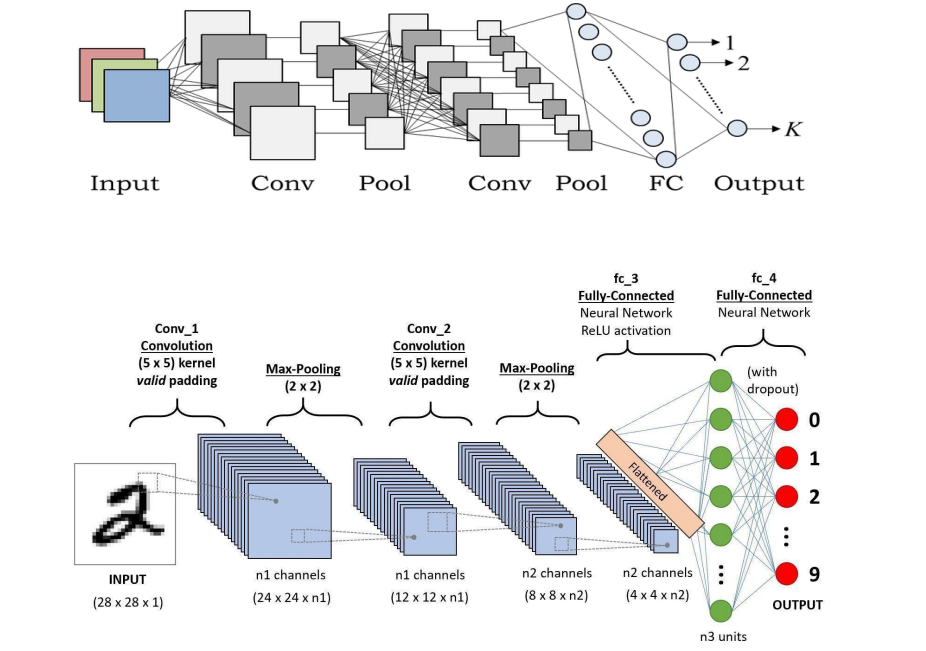 1
2
K
Input Conv Pool Conv Pool FC Output
fc_3
Fully-Connected
Neural Network
ReLU activation
fc_4
Fully-Connected
Neural Network
Conv_1
Convolution
(5 x 5) kernel
valid padding
Max-Pooling
(2 x 2)
Conv_2
Convolution
(5 x 5) kernel
valid padding
Max-Pooling
(2 x 2)
(with
dropout)
Flattened
0
1
2
9
OUTPUT
INPUT
(28 x 28 x 1)
n1 channels
(24 x 24 x n1)
n1 channels
(12 x 12 x n1)
n2 channels
(8 x 8 x n2)
n2 channels
(4 x 4 x n2)
n3 units